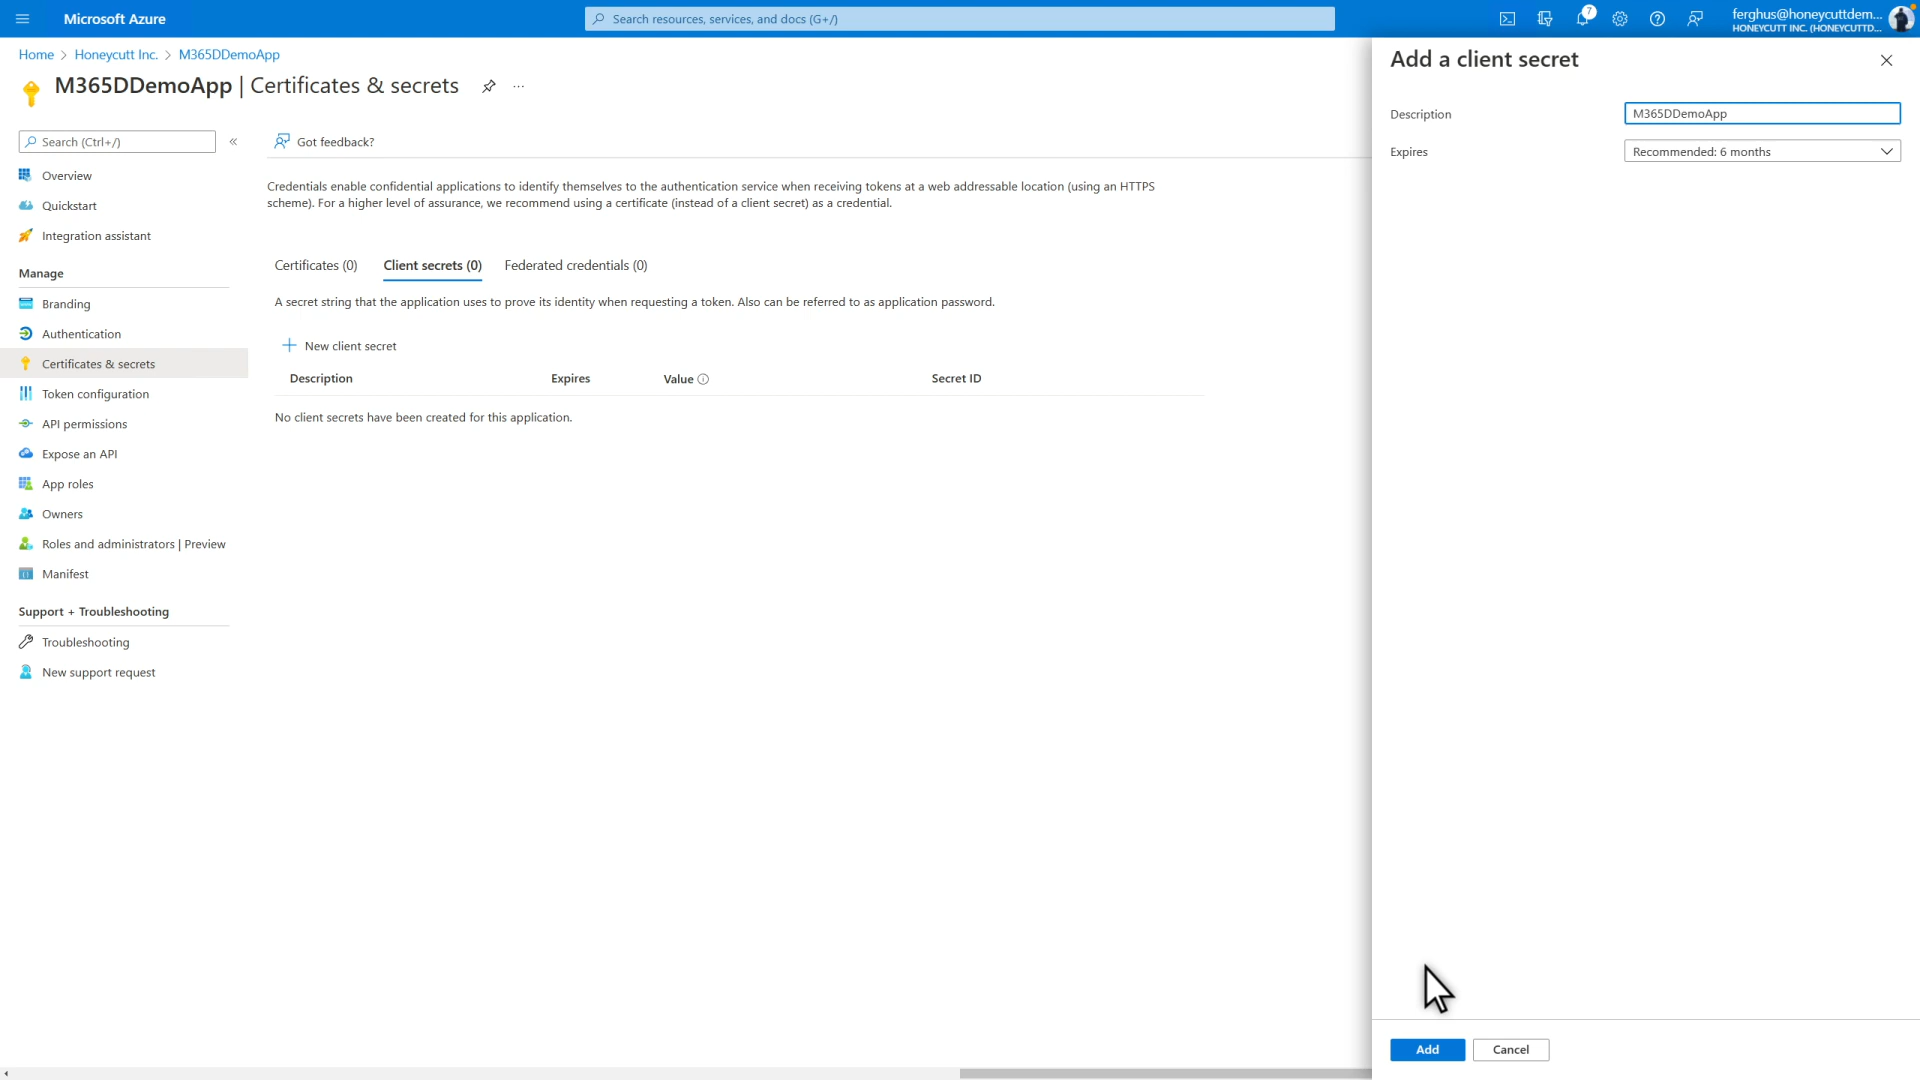 Microsoft Azure
Search resources, services, and docs (G+/)
7
ferghus@honeycuttdem...
HONEYCUTT INC. (HONEYCUTTD...
Home > Honeycutt Inc. > M365DDemoApp
M365DDemoApp | Certificates & secrets
...
Search (Ctrl+/)
«
Overview
Quickstart
Integration assistant
Manage
Branding
Authentication
Certificates & secrets
Token configuration
API permissions
Expose an API
App roles
Owners
Roles and administrators | Preview
Manifest
Support + Troubleshooting
Troubleshooting
New support request
Got feedback?
Credentials enable confidential applications to identify themselves to the authentication service when receiving tokens at a web addressable location (using an HTTPS
scheme). For a higher level of assurance, we recommend using a certificate (instead of a client secret) as a credential.
Certificates (0) Client secrets (0) Federated credentials (0)
A secret string that the application uses to prove its identity when requesting a token. Also can be referred to as application password.
New client secret
Description Expires Value Secret ID
No client secrets have been created for this application.
Add a client secret
Description M365DDemoApp
Expires Recommended: 6 months
Add Cancel